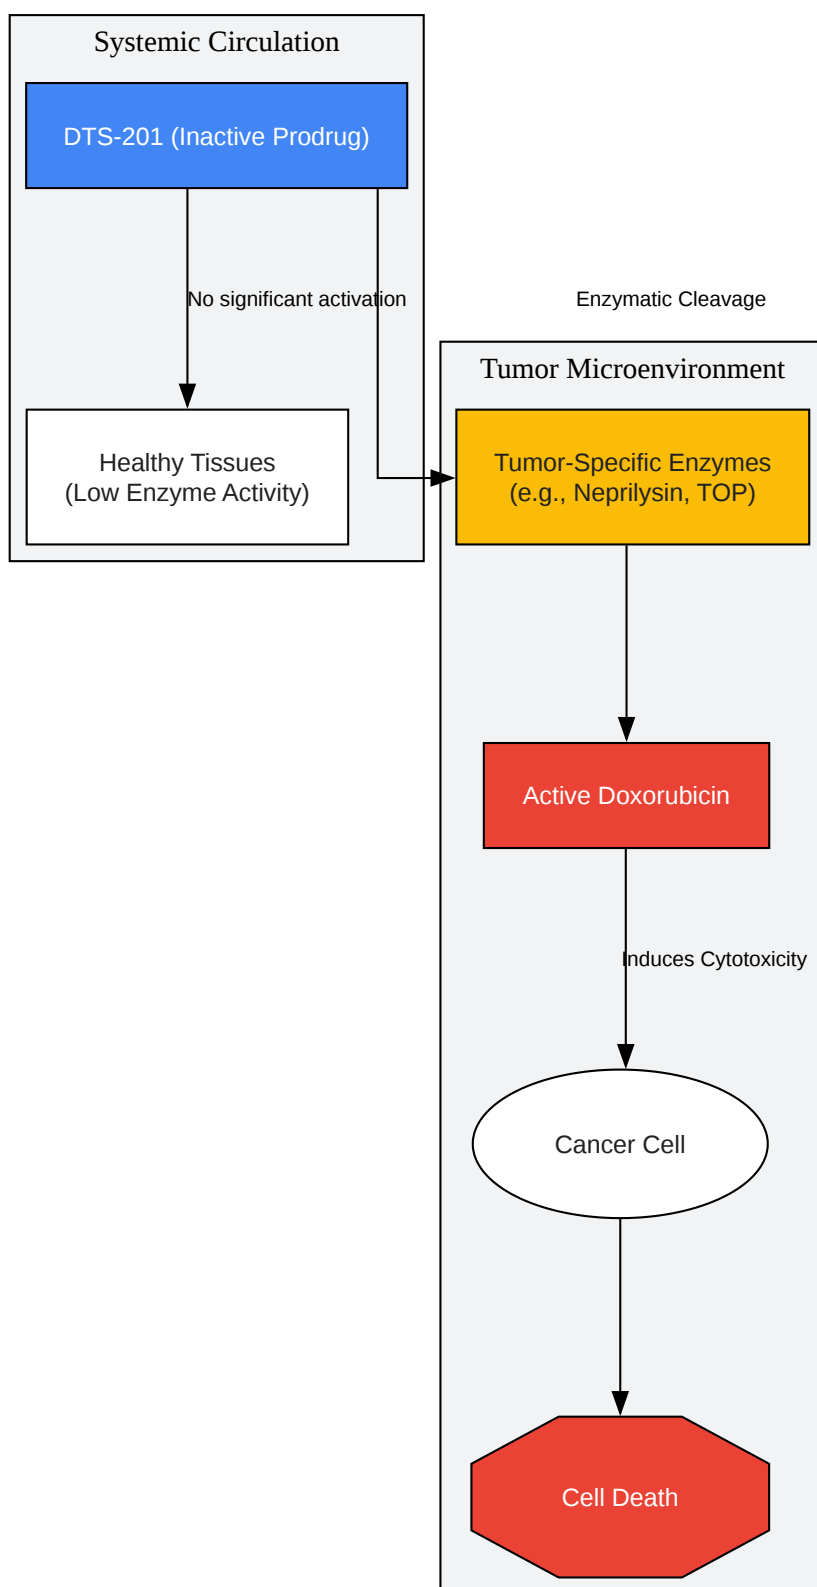 Systemic Circulation
DTS-201 (Inactive Prodrug)
No significant activation
Enzymatic Cleavage
Healthy Tissues
(Low Enzyme Activity)
Tumor Microenvironment
Tumor-Specific Enzymes
(e.g., Neprilysin, TOP)
Active Doxorubicin
Induces Cytotoxicity
Cancer Cell
Cell Death